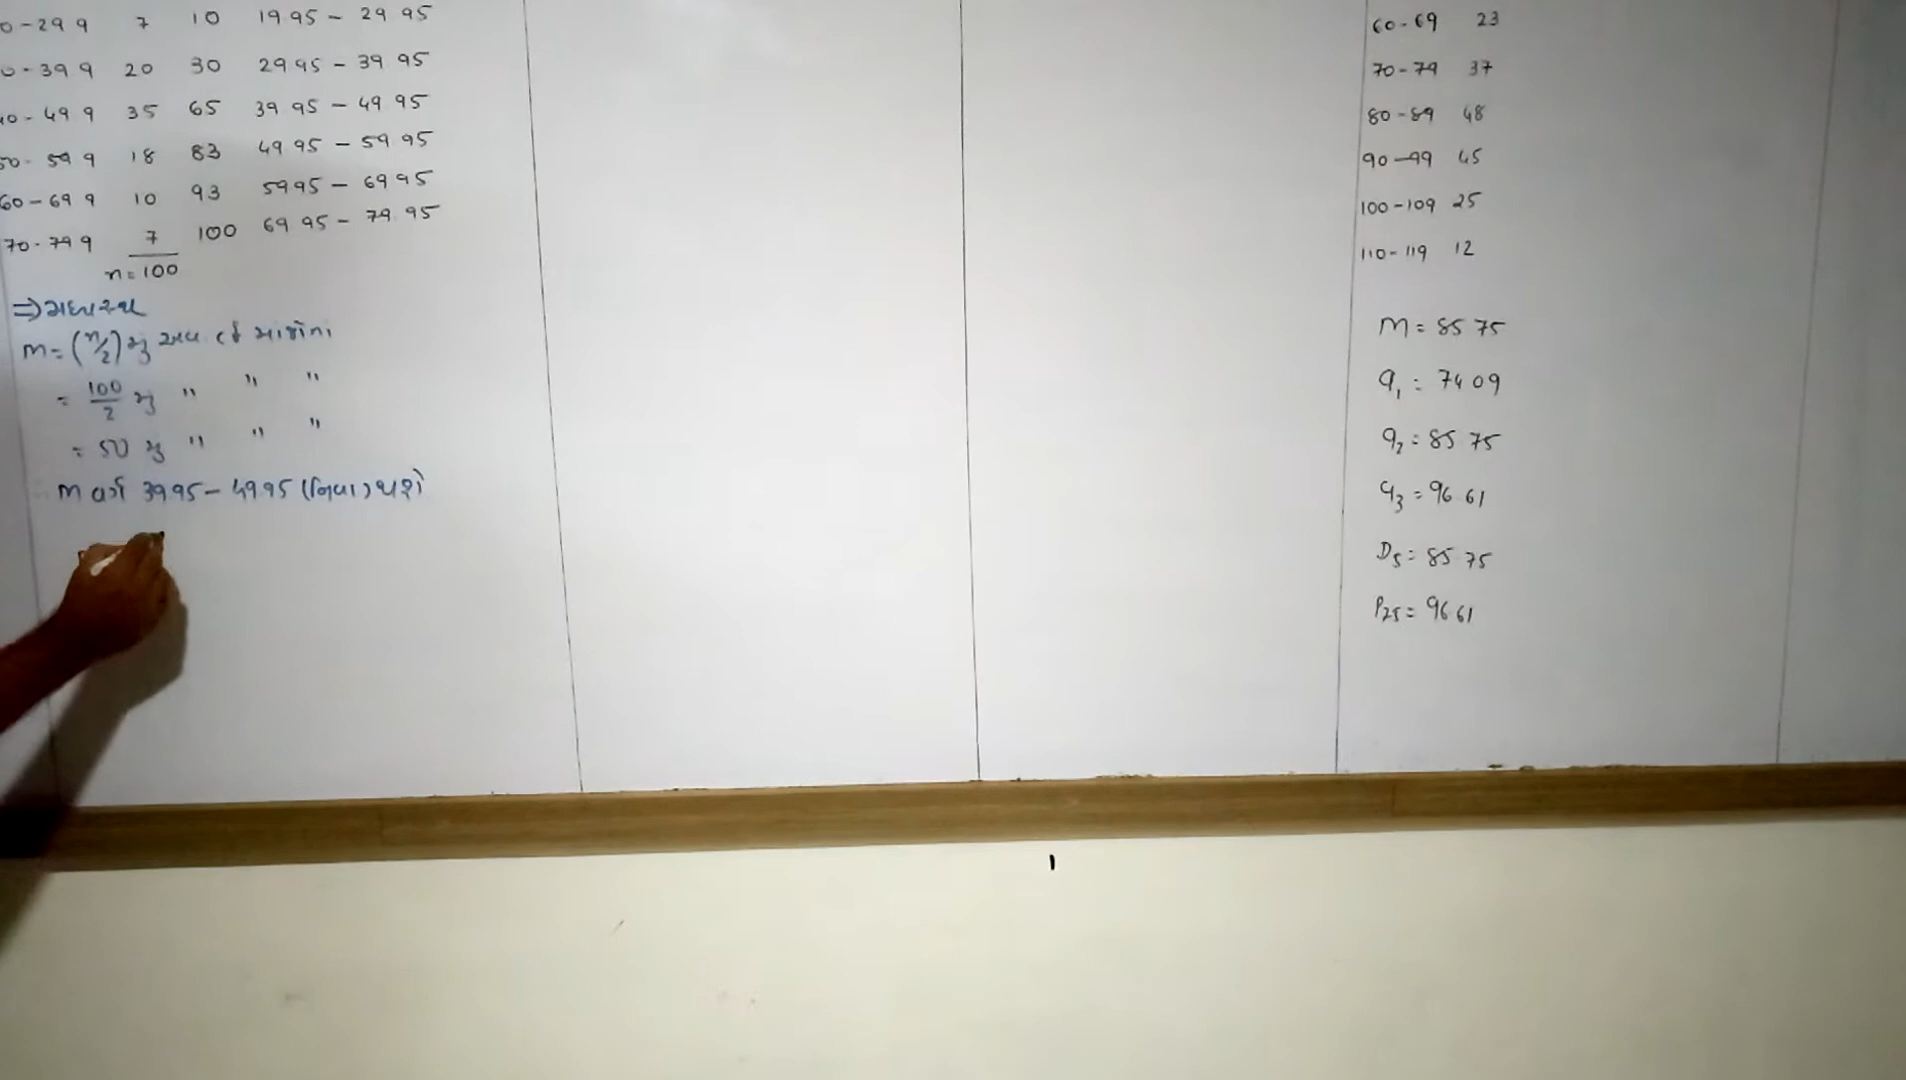 0-29 9 7 10 19 95 - 29 95
0-39 9 20 30 29 95 - 39 95
40-49 9 35 65 39 95 - 49 95
50-59 9 18 83 49 95 - 59 95
60-69 9 10 93 59 95 - 69 95
70-79 9 7 100 69 95 - 79.95
n = 100
⇒ મધ્યસ્થ
M = (n/2) મું અવ. નું
= 100/2 મું " " "
= 50 મું " " "
M વર્ગ 39 95 - 49 95 (નિવા) થશે
60-69 23
70-79 37
80-89 48
90-99 45
100-109 25
110-119 12
M = 85 75
q₁ = 74 09
q₂ = 85 75
q₃ = 96 61
D₅ = 85 75
P₂₅ = 96 61